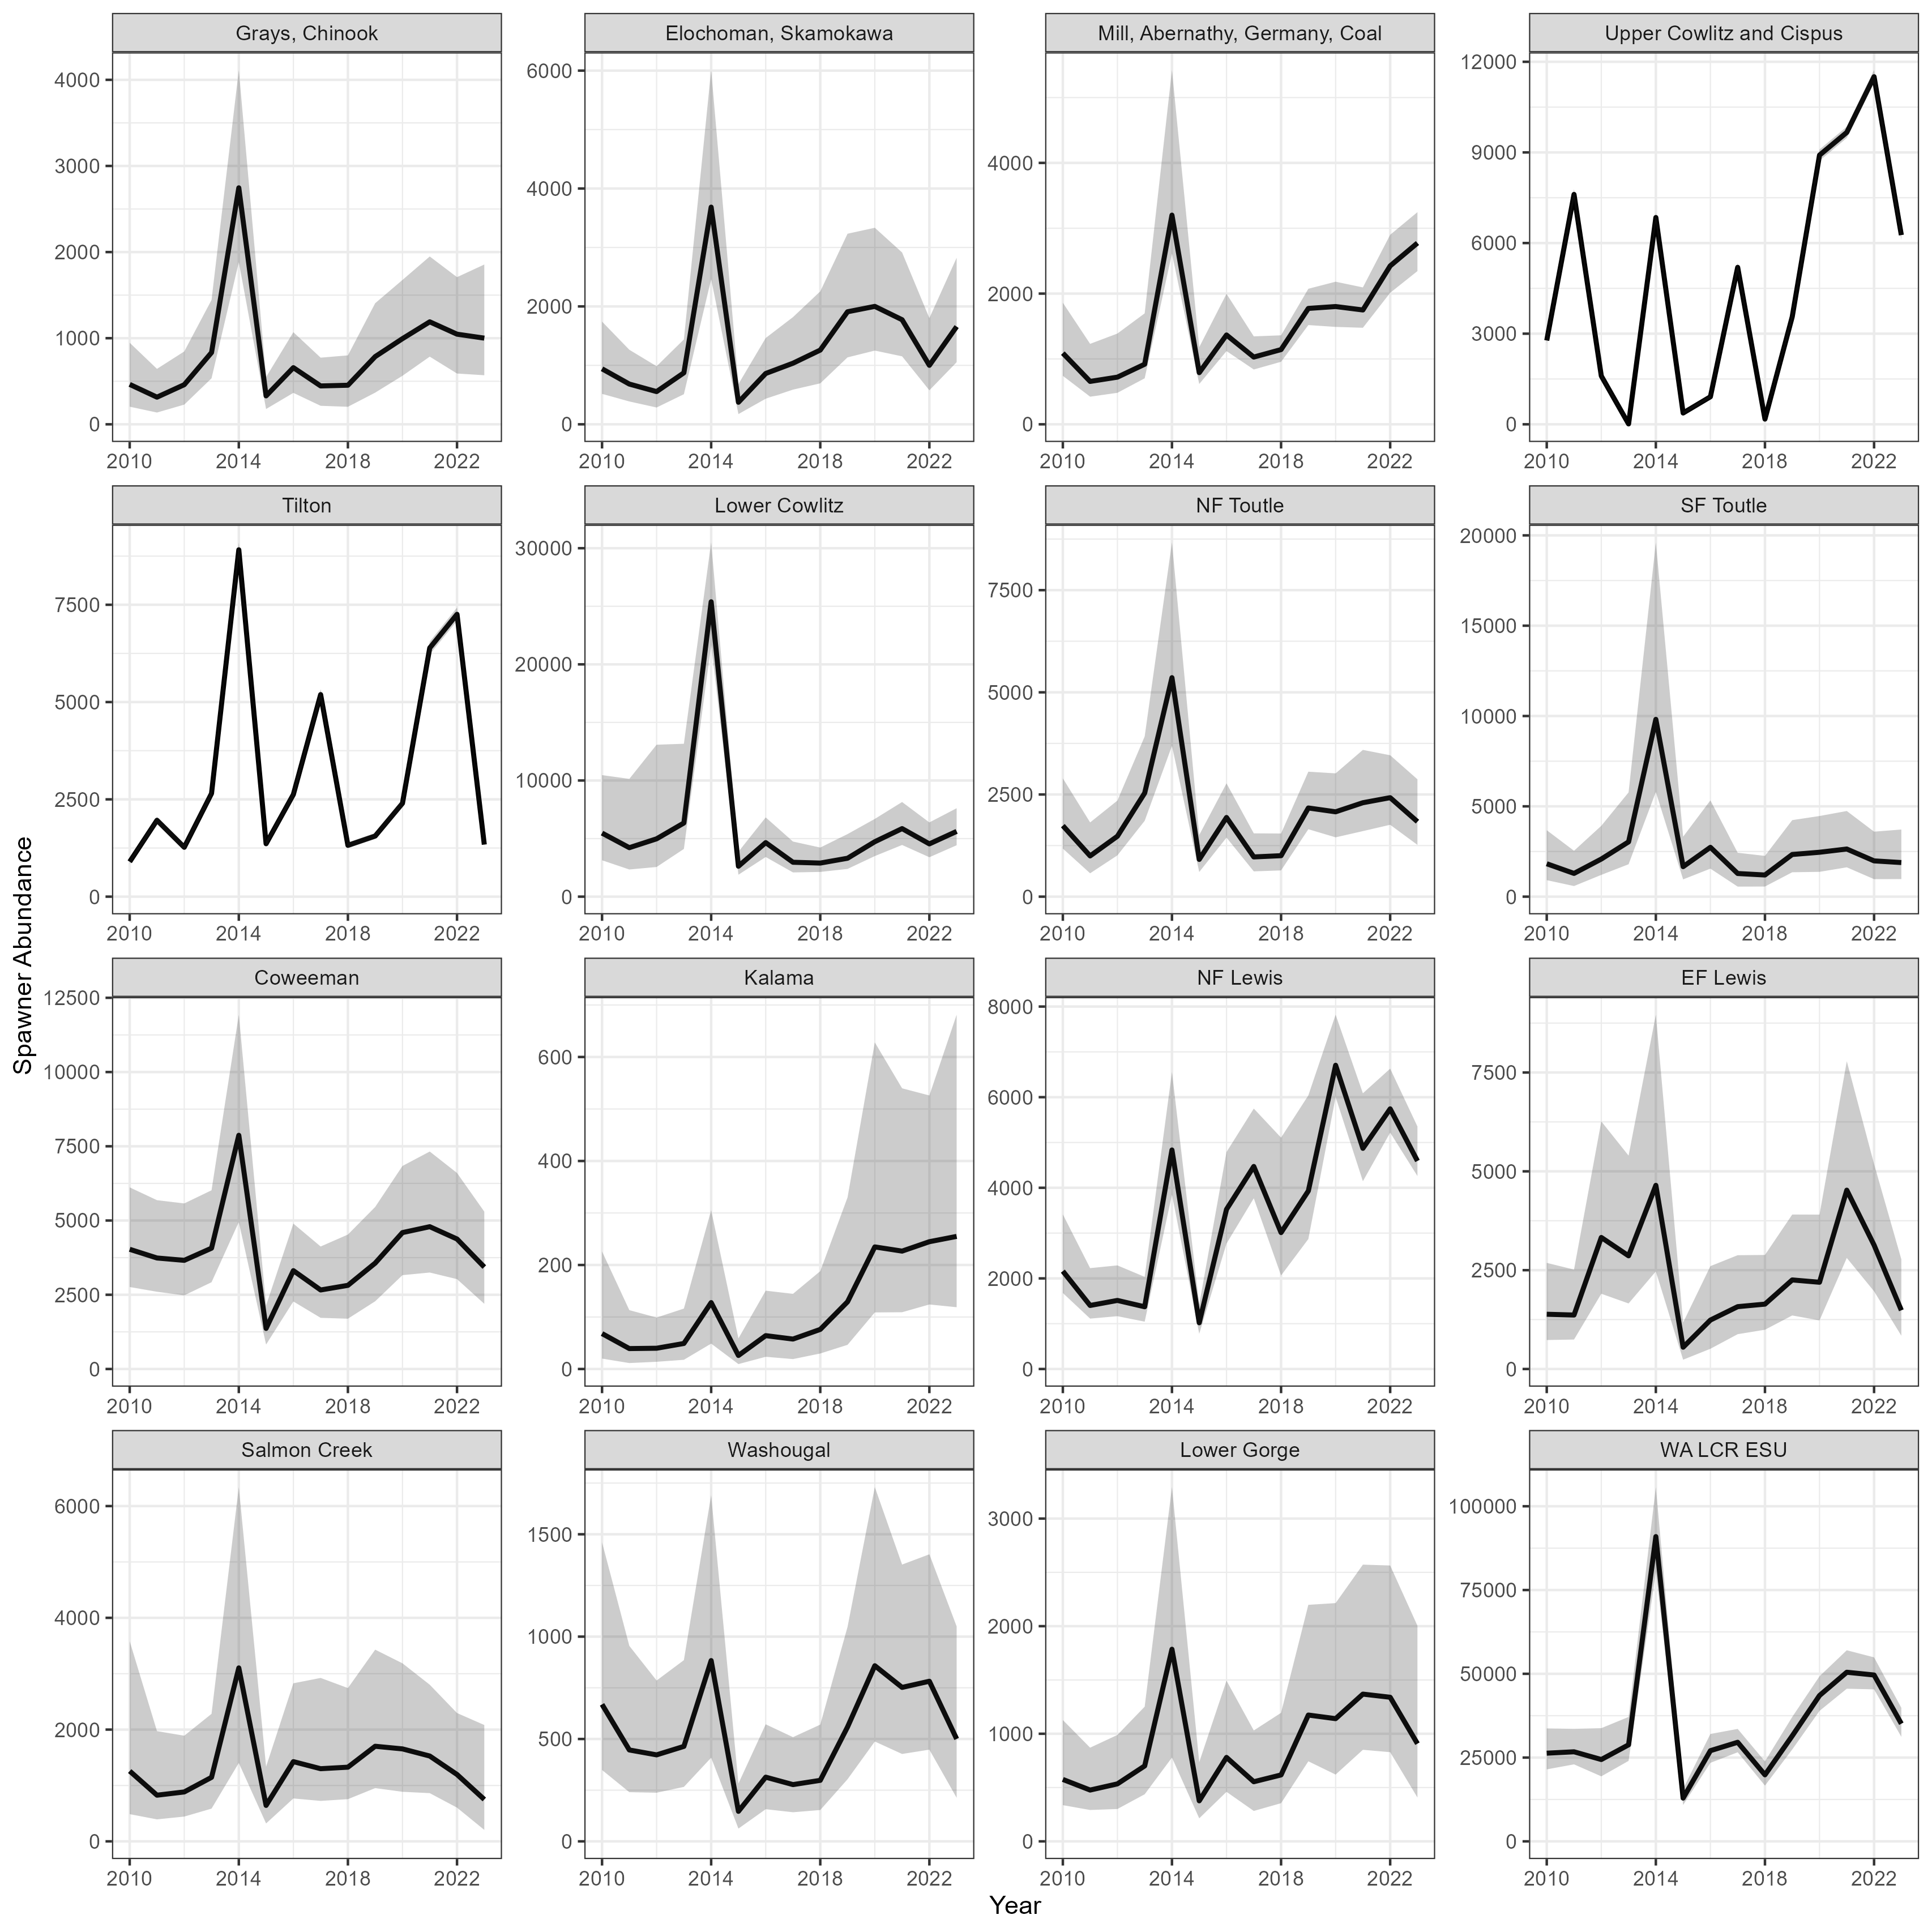 Grays, Chinook
Elochoman, Skamokawa
Mill, Abernathy, Germany, Coal
Upper Cowlitz and Cispus
4000
3000
2000
1000
0
2010 2014 2018 2022
6000
4000
2000
0
2010 2014 2018 2022
4000
2000
0
2010 2014 2018 2022
12000
9000
6000
3000
0
2010 2014 2018 2022
Tilton
Lower Cowlitz
NF Toutle
SF Toutle
7500
5000
2500
0
2010 2014 2018 2022
30000
20000
10000
0
2010 2014 2018 2022
7500
5000
2500
0
2010 2014 2018 2022
20000
15000
10000
5000
0
2010 2014 2018 2022
Spawner Abundance
Coweeman
Kalama
NF Lewis
EF Lewis
12500
10000
7500
5000
2500
0
2010 2014 2018 2022
600
400
200
0
2010 2014 2018 2022
8000
6000
4000
2000
0
2010 2014 2018 2022
7500
5000
2500
0
2010 2014 2018 2022
Salmon Creek
Washougal
Lower Gorge
WA LCR ESU
6000
4000
2000
0
2010 2014 2018 2022
1500
1000
500
0
2010 2014 2018 2022
3000
2000
1000
0
2010 2014 2018 2022
100000
75000
50000
25000
0
2010 2014 2018 2022
Year